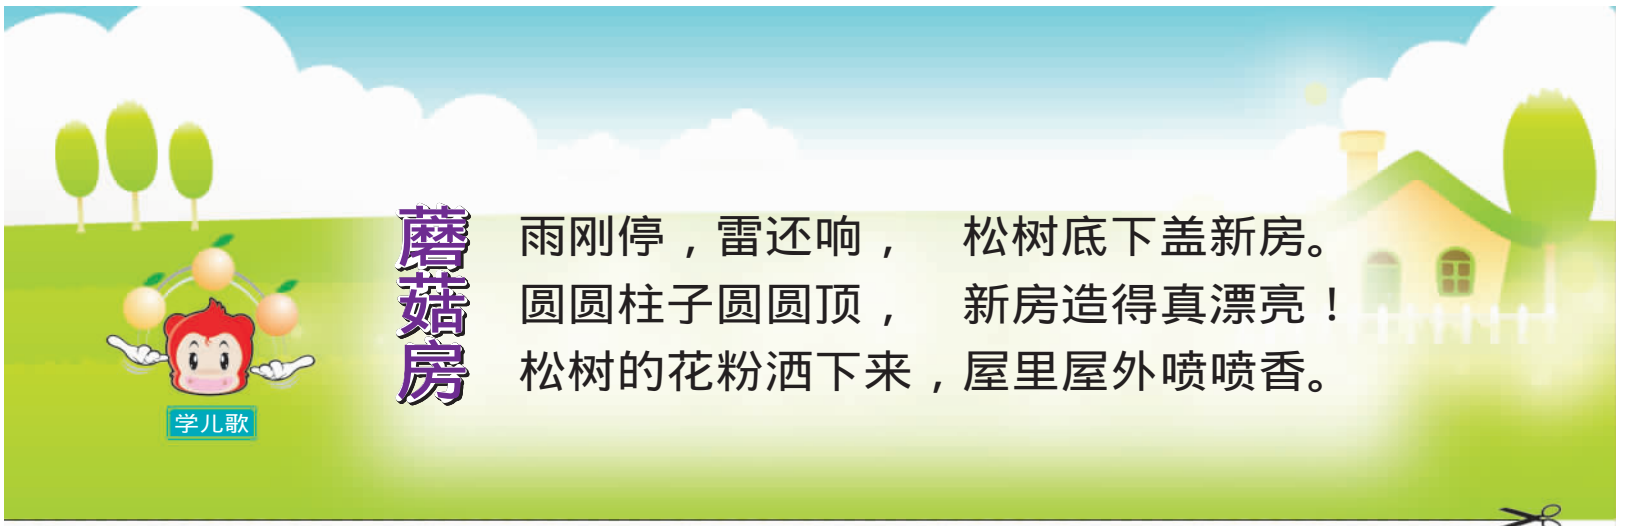 蘑菇房
雨刚停，雷还响， 松树底下盖新房。
圆圆柱子圆圆顶， 新房造得真漂亮！
松树的花粉洒下来，屋里屋外喷喷香。
学儿歌